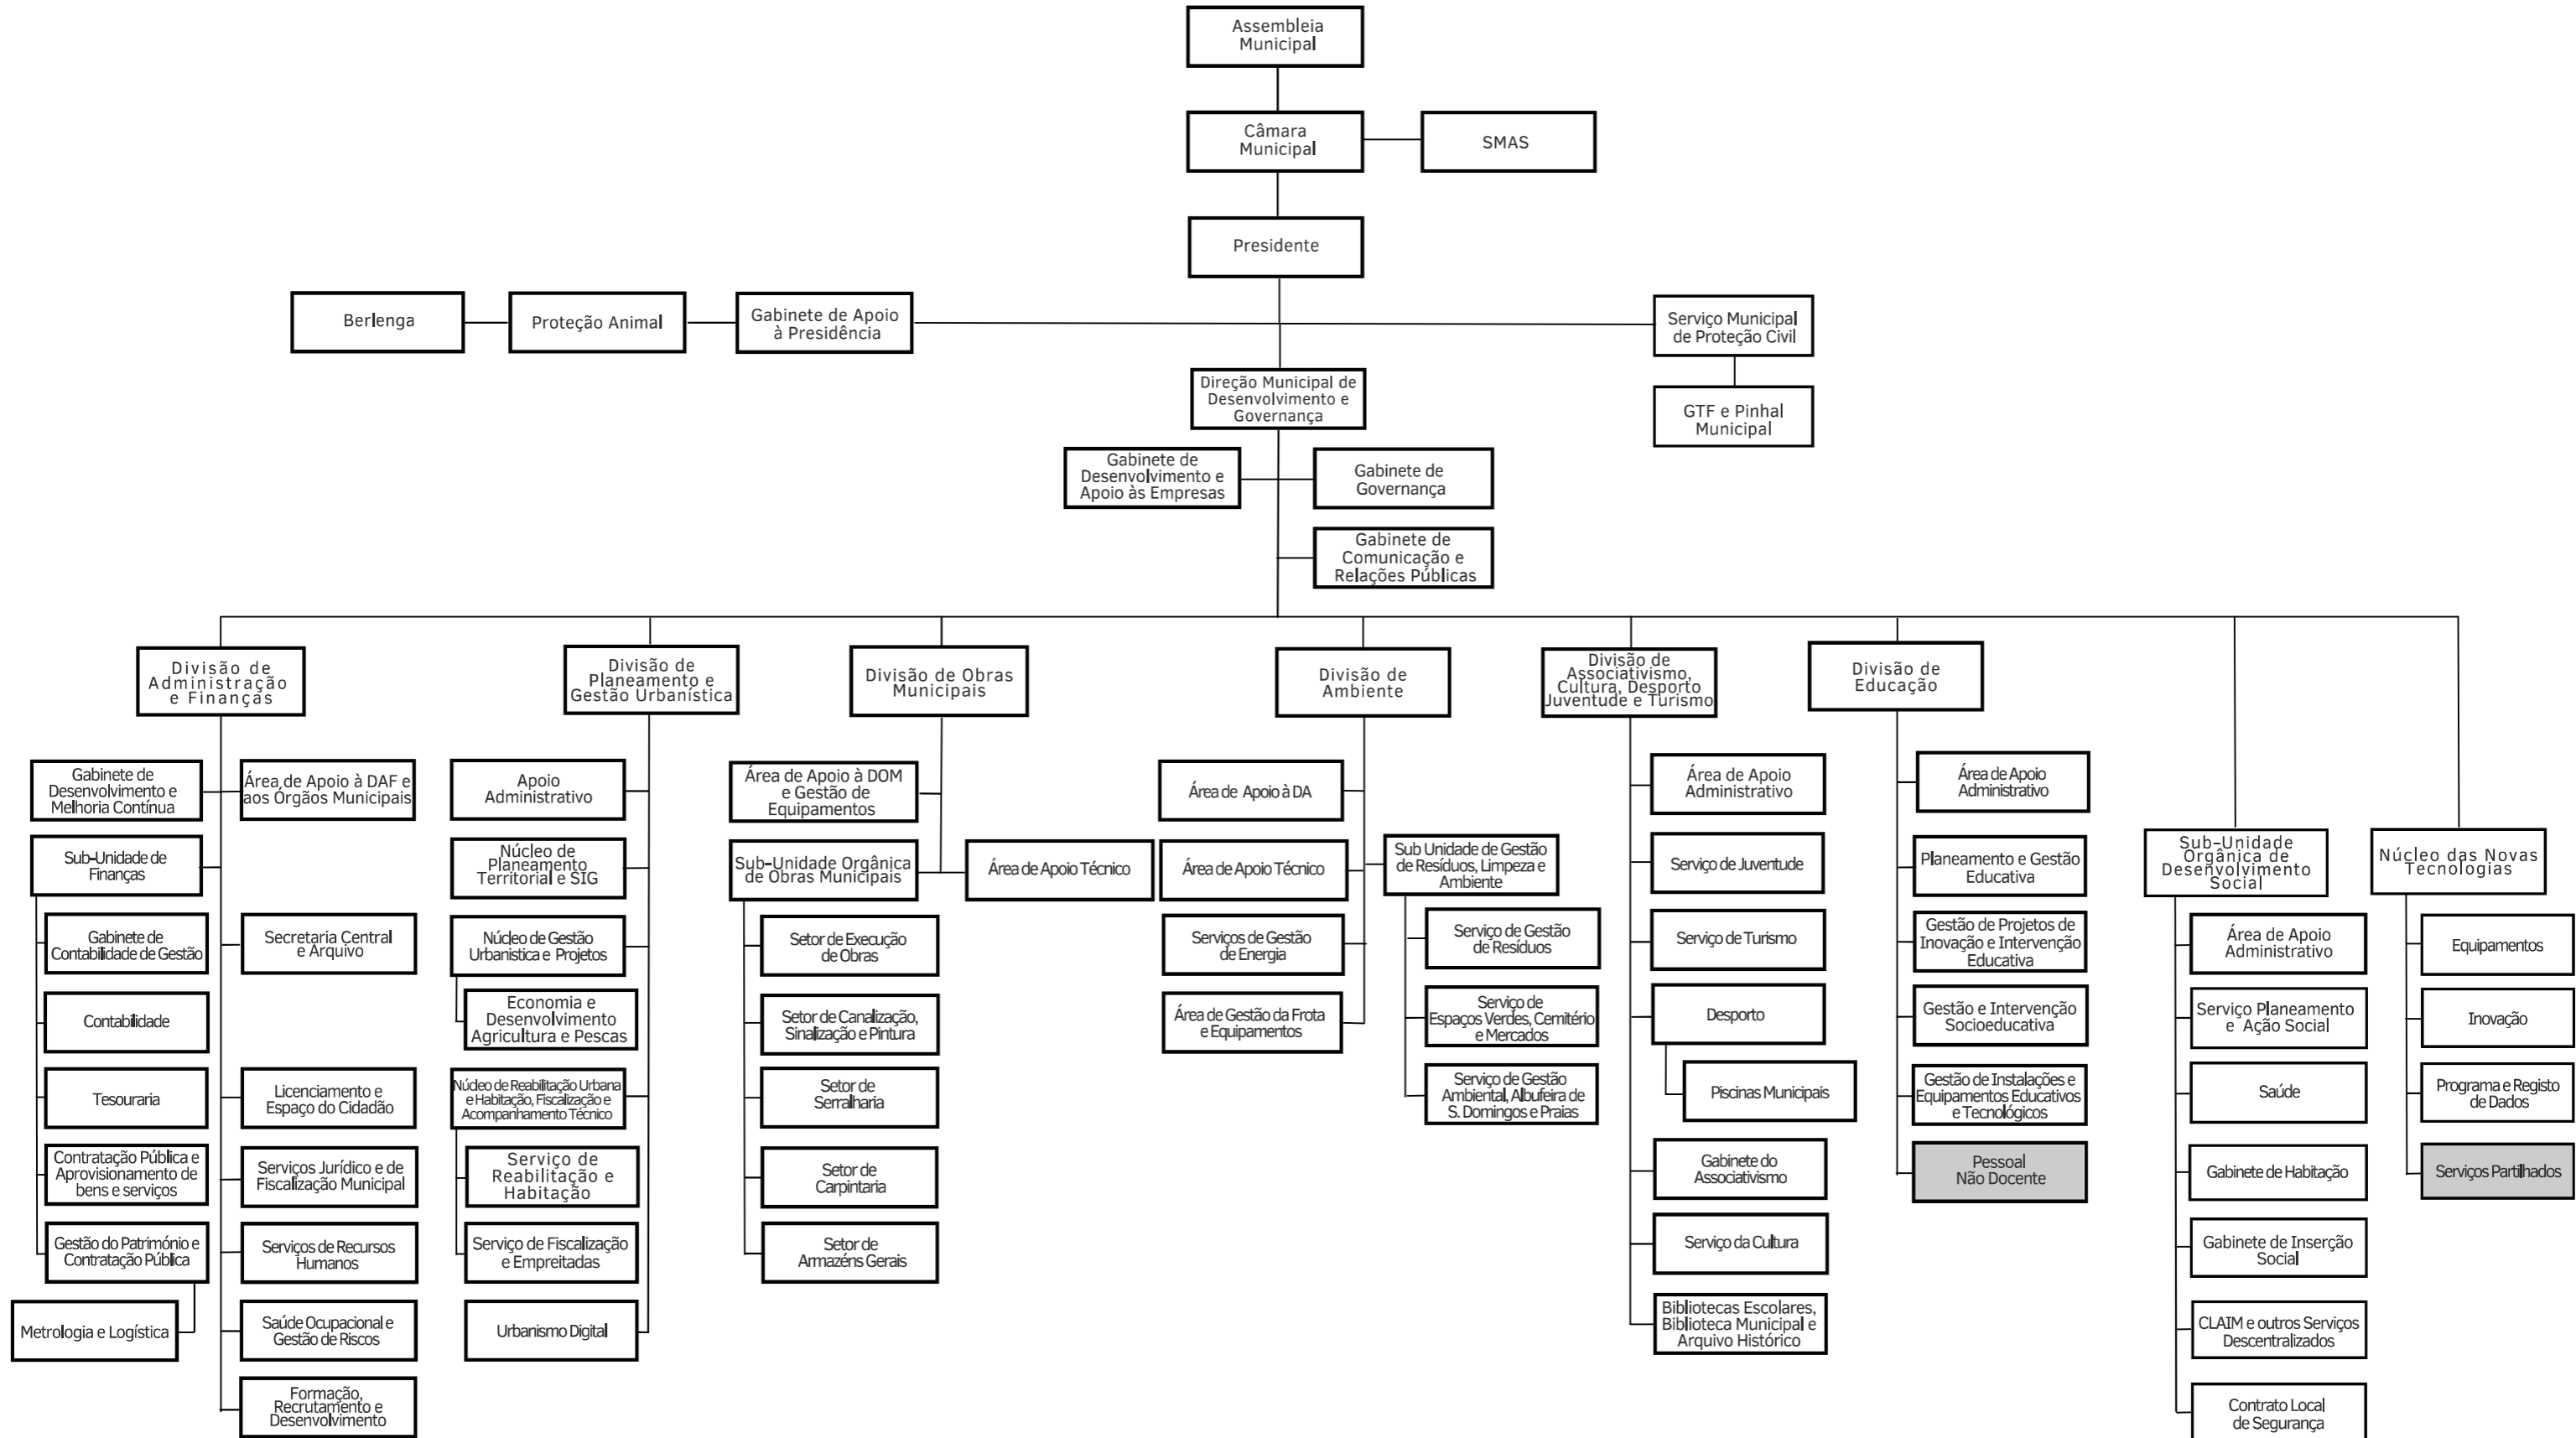 Assembleia
Municipal
Câmara
Municipal
SMAS
Presidente
Berlenga
Proteção Animal
Gabinete de Apoio
à Presidência
Serviço Municipal
de Proteção Civil
GTF e Pinhal
Municipal
Direção Municipal de
Desenvolvimento e
Governança
Gabinete de
Desenvolvimento e
Apoio às Empresas
Gabinete de
Governança
Gabinete de
Comunicação e
Relações Públicas
Divisão de
Administração
e Finanças
Gabinete de
Desenvolvimento e
Melhoria Contínua
Área de Apoio à DAF e
aos Órgãos Municipais
Sub-Unidade de
Finanças
Gabinete de
Contabilidade de Gestão
Contabilidade
Tesouraria
Contratação Pública e
Aprovisionamento de
bens e serviços
Gestão do Património e
Contratação Pública
Metrologia e Logística
Secretaria Central
e Arquivo
Licenciamento e
Espaço do Cidadão
Serviços Jurídico e de
Fiscalização Municipal
Serviços de Recursos
Humanos
Saúde Ocupacional e
Gestão de Riscos
Formação,
Recrutamento e
Desenvolvimento
Divisão de
Planeamento e
Gestão Urbanística
Apoio
Administrativo
Núcleo de
Planeamento
Territorial e SIG
Núcleo de Gestão
Urbanistica e Projetos
Economia e
Desenvolvimento
Agricultura e Pescas
Núcleo de Reabilitação Urbana
e Habitação, Fiscalização e
Acompanhamento Técnico
Serviço de
Reabilitação e
Habitação
Serviço de Fiscalização
e Empreitadas
Urbanismo Digital
Divisão de Obras
Municipais
Área de Apoio à DOM
e Gestão de
Equipamentos
Sub-Unidade Orgânica
de Obras Municipais
Área de Apoio Técnico
Setor de Execução
de Obras
Setor de Canalização,
Sinalização e Pintura
Setor de
Serralharia
Setor de
Carpintaria
Setor de
Armazéns Gerais
Divisão de
Ambiente
Área de Apoio à DA
Área de Apoio Técnico
Serviços de Gestão
de Energia
Área de Gestão da Frota
e Equipamentos
Sub Unidade de Gestão
de Resíduos, Limpeza e
Ambiente
Serviço de Gestão
de Resíduos
Serviço de
Espaços Verdes, Cemitério
e Mercados
Serviço de Gestão
Ambiental, Albufeira de
S. Domingos e Praias
Divisão de
Associativismo,
Cultura, Desporto
Juventude e Turismo
Área de Apoio
Administrativo
Serviço de Juventude
Serviço de Turismo
Desporto
Piscinas Municipais
Gabinete do
Associativismo
Serviço da Cultura
Bibliotecas Escolares,
Biblioteca Municipal e
Arquivo Histórico
Divisão de
Educação
Área de Apoio
Administrativo
Planeamento e Gestão
Educativa
Gestão de Projetos de
Inovação e Intervenção
Educativa
Gestão e Intervenção
Socioeducativa
Gestão de Instalações e
Equipamentos Educativos
e Tecnológicos
Pessoal
Não Docente
Sub-Unidade
Orgânica de
Desenvolvimento
Social
Área de Apoio
Administrativo
Serviço Planeamento
e Ação Social
Saúde
Gabinete de Habitação
Gabinete de Inserção
Social
CLAIM e outros Serviços
Descentralizados
Contrato Local
de Segurança
Núcleo das Novas
Tecnologias
Equipamentos
Inovação
Programa e Registo
de Dados
Serviços Partilhados